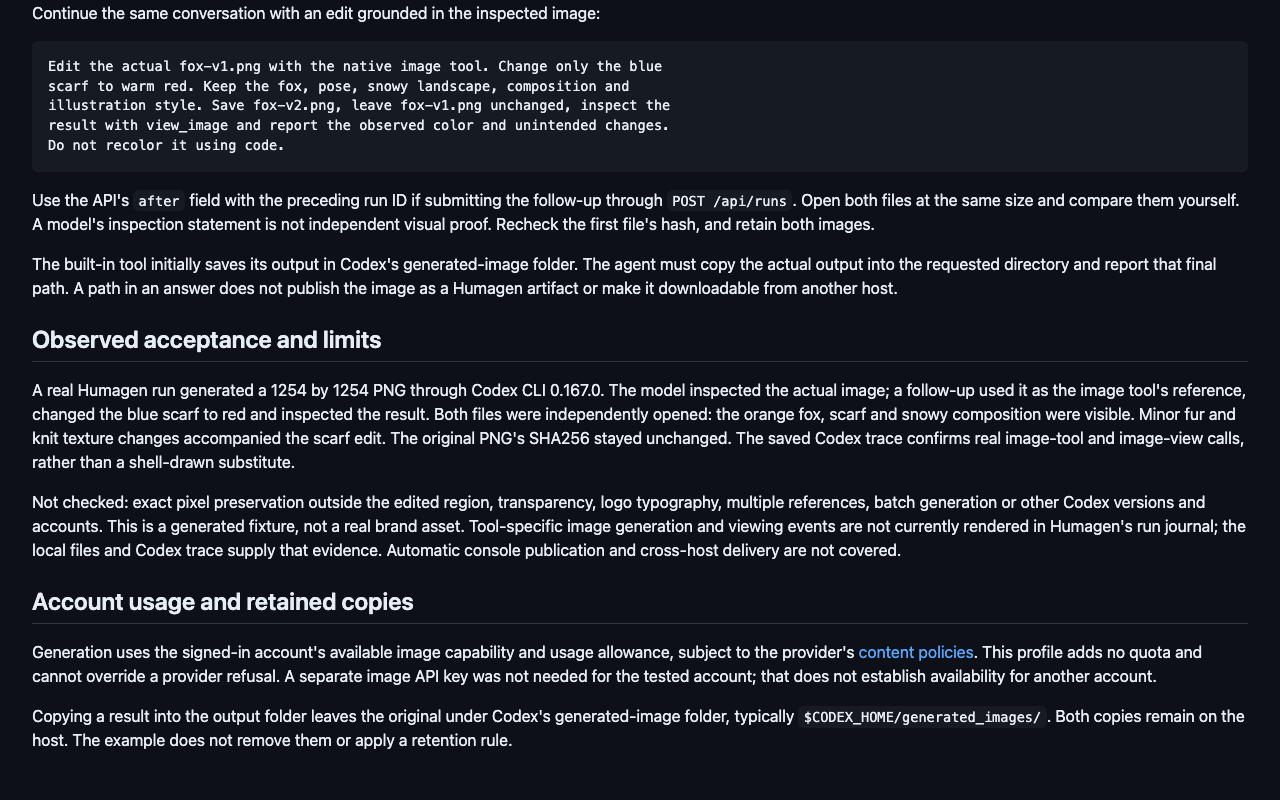 Continue the same conversation with an edit grounded in the inspected image:
Edit the actual fox-v1.png with the native image tool. Change only the blue
scarf to warm red. Keep the fox, pose, snowy landscape, composition and
illustration style. Save fox-v2.png, leave fox-v1.png unchanged, inspect the
result with view_image and report the observed color and unintended changes.
Do not recolor it using code.
Use the API's after field with the preceding run ID if submitting the follow-up through POST /api/runs. Open both files at the same size and compare them yourself.
A model's inspection statement is not independent visual proof. Recheck the first file's hash, and retain both images.
The built-in tool initially saves its output in Codex's generated-image folder. The agent must copy the actual output into the requested directory and report that final
path. A path in an answer does not publish the image as a Humagen artifact or make it downloadable from another host.
Observed acceptance and limits
A real Humagen run generated a 1254 by 1254 PNG through Codex CLI 0.167.0. The model inspected the actual image; a follow-up used it as the image tool's reference,
changed the blue scarf to red and inspected the result. Both files were independently opened: the orange fox, scarf and snowy composition were visible. Minor fur and
knit texture changes accompanied the scarf edit. The original PNG's SHA256 stayed unchanged. The saved Codex trace confirms real image-tool and image-view calls,
rather than a shell-drawn substitute.
Not checked: exact pixel preservation outside the edited region, transparency, logo typography, multiple references, batch generation or other Codex versions and
accounts. This is a generated fixture, not a real brand asset. Tool-specific image generation and viewing events are not currently rendered in Humagen's run journal; the
local files and Codex trace supply that evidence. Automatic console publication and cross-host delivery are not covered.
Account usage and retained copies
Generation uses the signed-in account's available image capability and usage allowance, subject to the provider's content policies. This profile adds no quota and
cannot override a provider refusal. A separate image API key was not needed for the tested account; that does not establish availability for another account.
Copying a result into the output folder leaves the original under Codex's generated-image folder, typically $CODEX_HOME/generated_images/. Both copies remain on the
host. The example does not remove them or apply a retention rule.